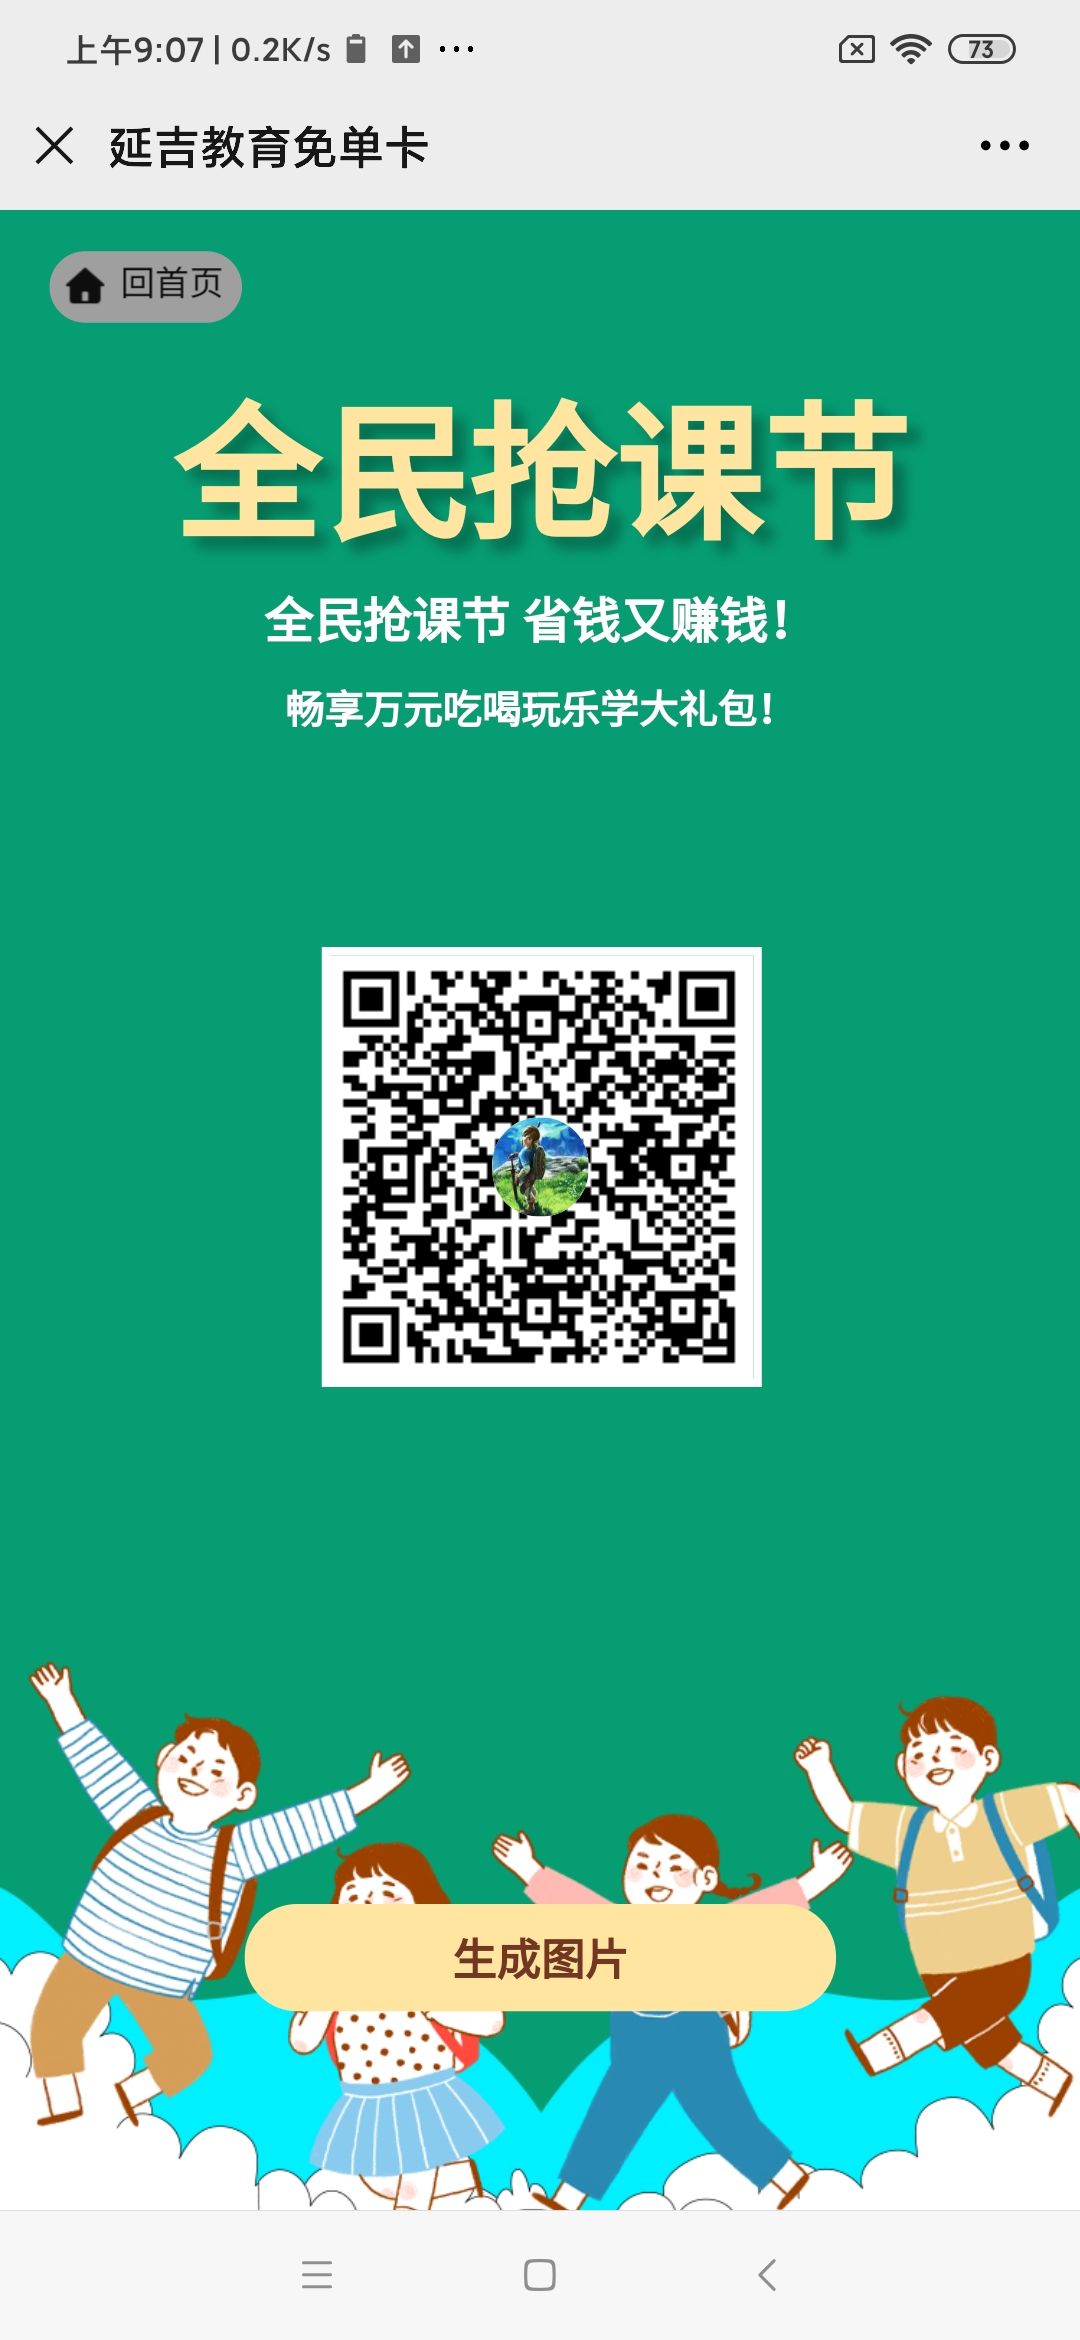 上午9:07 | 0.2K/s ...
73
延吉教育免单卡
回首页
全民抢课节
全民抢课节 省钱又赚钱！
畅享万元吃喝玩乐学大礼包！
生成图片